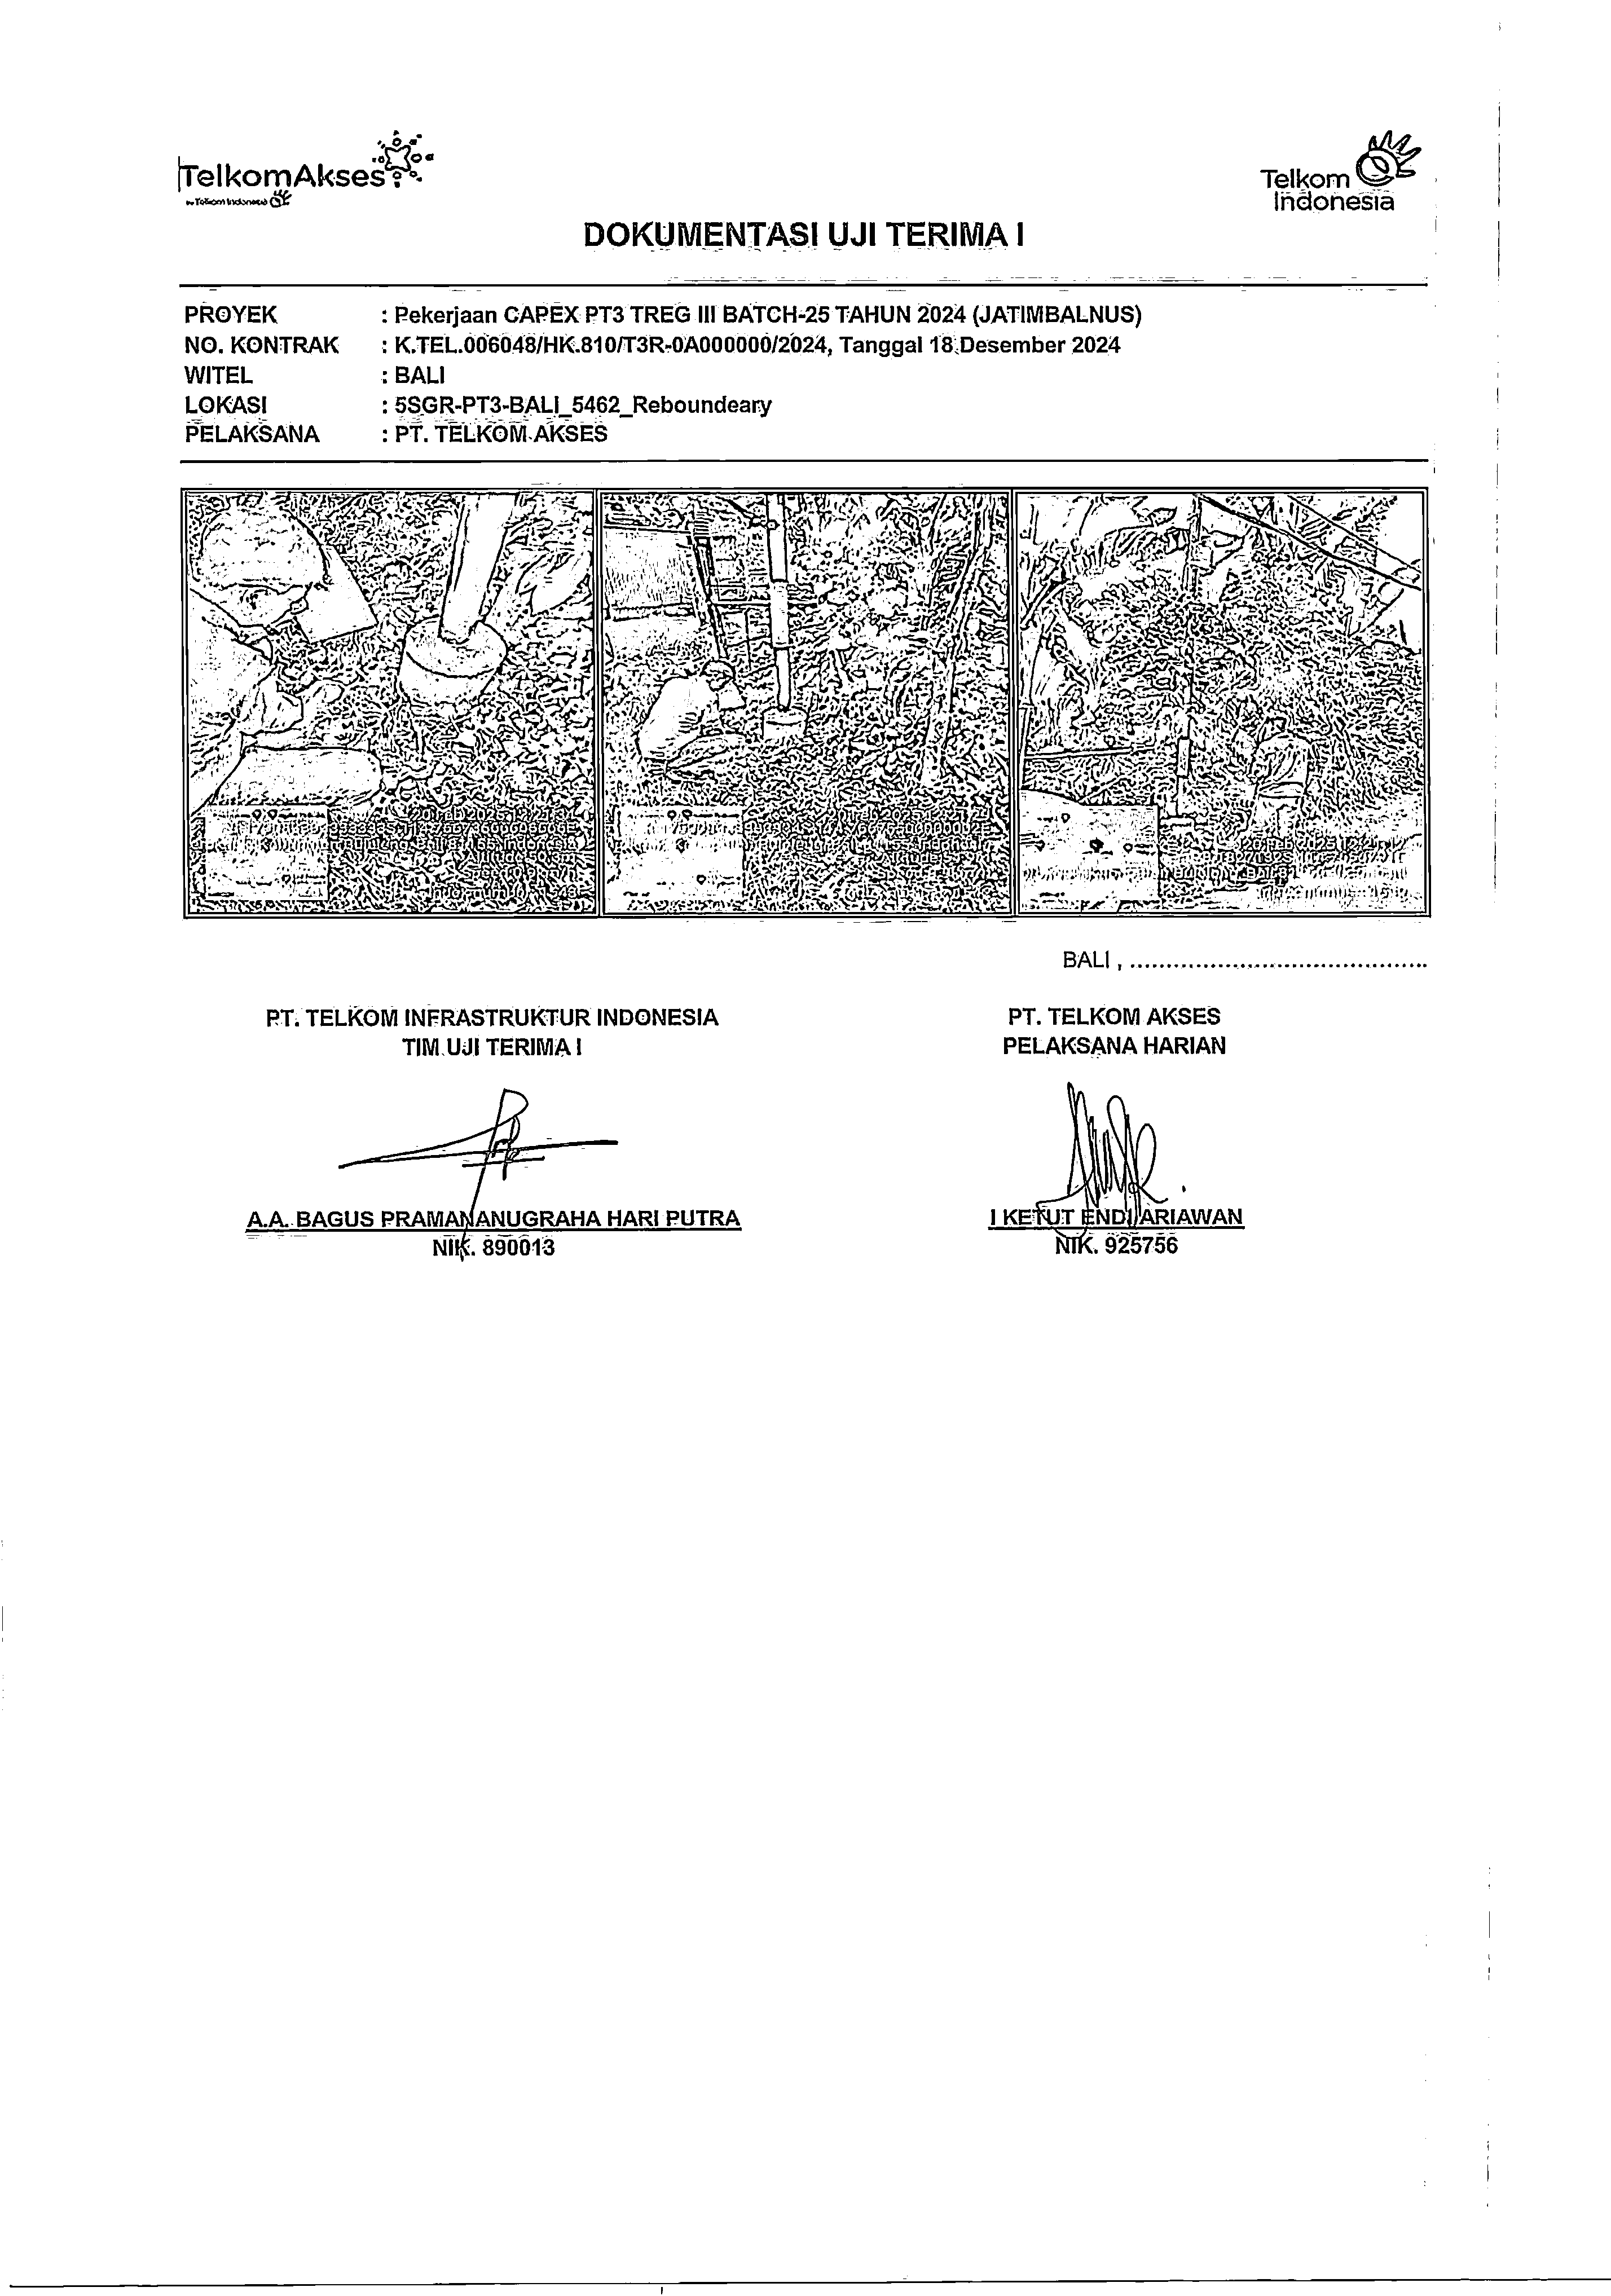 TelkomAkses
by Telkom Indonesia
Telkom
Indonesia
DOKUMENTASI UJI TERIMA I
PROYEK : Pekerjaan CAPEX PT3 TREG III BATCH-25 TAHUN 2024 (JATIMBALNUS)
NO. KONTRAK : K.TEL.006048/HK.810/T3R-0A000000/2024, Tanggal 18 Desember 2024
WITEL : BALI
LOKASI : 5SGR-PT3-BALI_5462_Reboundeary
PELAKSANA : PT. TELKOM AKSES
BALI , ..........................................
PT. TELKOM INFRASTRUKTUR INDONESIA
TIM UJI TERIMA I
PT. TELKOM AKSES
PELAKSANA HARIAN
A.A. BAGUS PRAMANANUGRAHA HARI PUTRA
NIK. 890013
I KETUT ENDI ARIAWAN
NIK. 925756